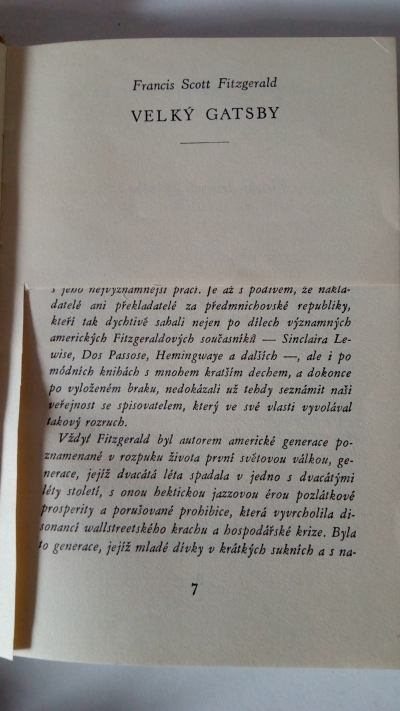 Francis Scott Fitzgerald
VELKÝ GATSBY
s jeho nejvýznamnější prací. Je až s podivem, že nakla-
datelé ani překladatelé za předmnichovské republiky,
kteří tak dychtivě sahali nejen po dílech významných
amerických Fitzgeraldových současníků — Sinclaira Le-
wise, Dos Passose, Hemingwaye a dalších —, ale i po
módních knihách s mnohem kratším dechem, a dokonce
po vyloženém braku, nedokázali už tehdy seznámit naši
veřejnost se spisovatelem, který ve své vlasti vyvolával
takový rozruch.
Vždyť Fitzgerald byl autorem americké generace po-
znamenané v rozpuku života první světovou válkou, ge-
nerace, jejíž dvacátá léta spadala v jedno s dvacátými
léty století, s onou hektickou jazzovou érou pozlátkové
prosperity a porušované prohibice, která vyvrcholila di-
sonancí wallstreetského krachu a hospodářské krize. Byla
to generace, jejíž mladé dívky v krátkých sukních a s na-
7